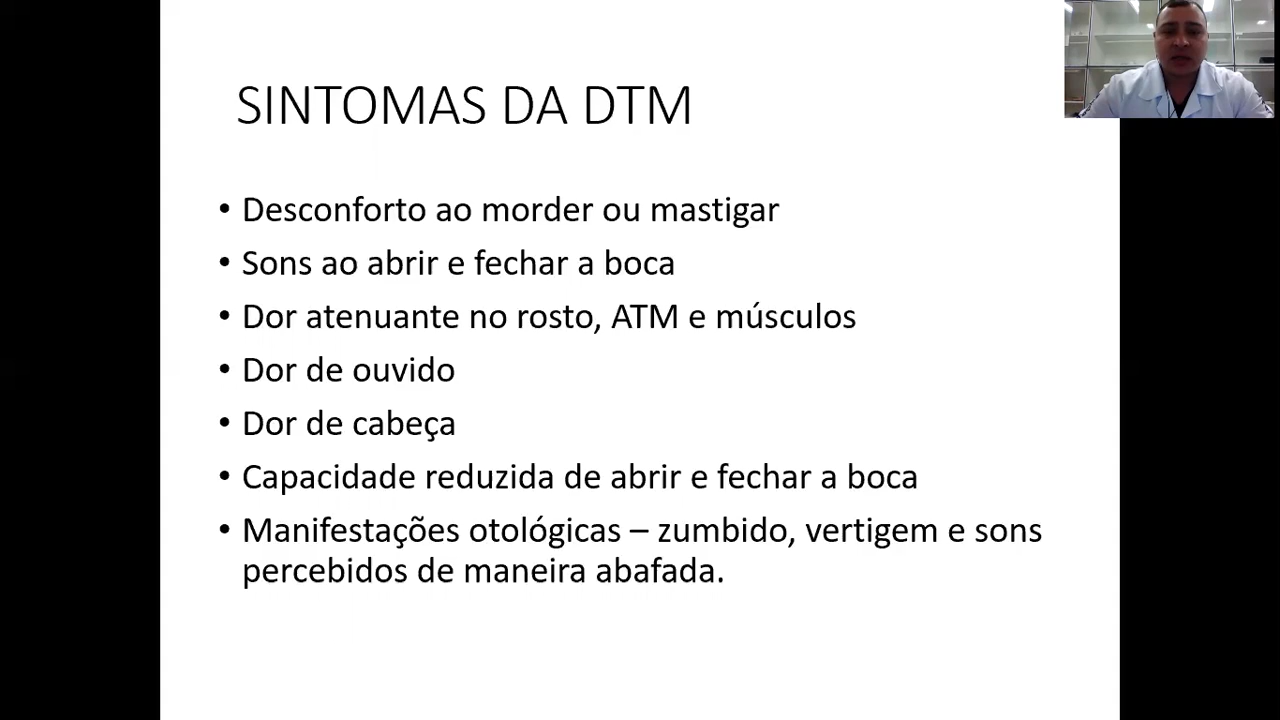 SINTOMAS DA DTM
• Desconforto ao morder ou mastigar
• Sons ao abrir e fechar a boca
• Dor atenuante no rosto, ATM e músculos
• Dor de ouvido
• Dor de cabeça
• Capacidade reduzida de abrir e fechar a boca
• Manifestações otológicas – zumbido, vertigem e sons
percebidos de maneira abafada.